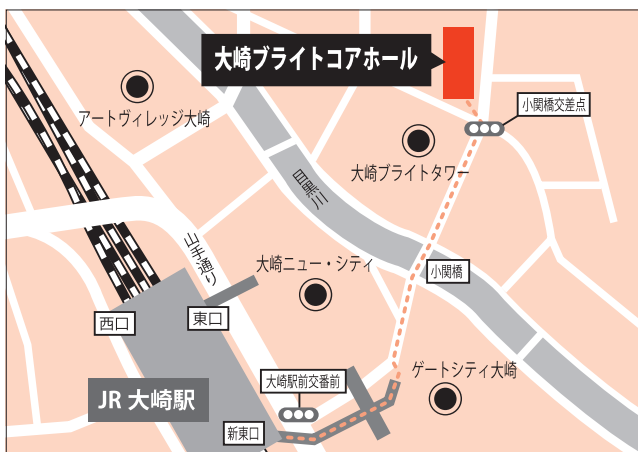 大崎ブライトコアホール
小関橋交差点
アートヴィレッジ大崎
大崎ブライトタワー
目黒川
山手通り
大崎ニュー・シティ
小関橋
西口
東口
大崎駅前交番前
ゲートシティ大崎
JR 大崎駅
新東口